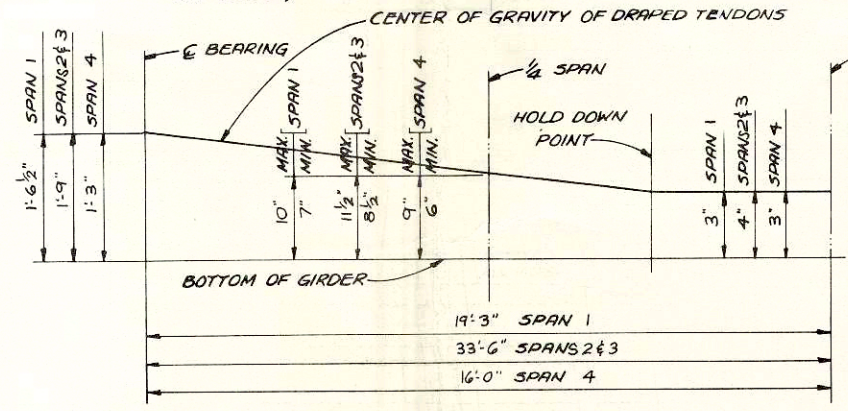 CENTER OF GRAVITY OF DRAPED TENDONS
℄ BEARING
SPAN 1
SPANS 2 & 3
SPAN 4
1'-6½"
1'-9"
1'-3"
SPAN 1
MAX.
MIN.
10"
7"
SPANS 2 & 3
MAX.
MIN.
11½"
8½"
SPAN 4
MAX.
MIN.
9"
6"
¼ SPAN
HOLD DOWN
POINT
SPAN 1
SPANS 2 & 3
SPAN 4
3"
4"
3"
BOTTOM OF GIRDER
19'-3" SPAN 1
33'-6" SPANS 2 & 3
16'-0" SPAN 4